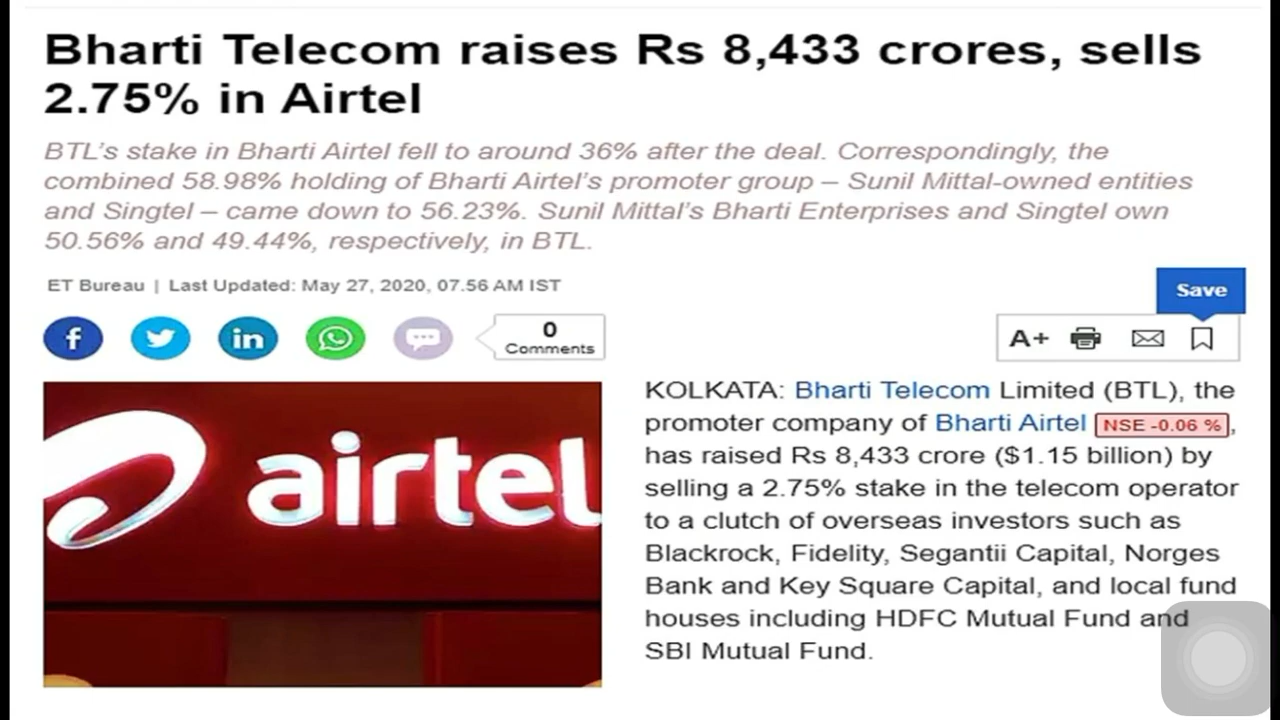 Bharti Telecom raises Rs 8,433 crores, sells
2.75% in Airtel
BTL's stake in Bharti Airtel fell to around 36% after the deal. Correspondingly, the
combined 58.98% holding of Bharti Airtel's promoter group – Sunil Mittal-owned entities
and Singtel – came down to 56.23%. Sunil Mittal's Bharti Enterprises and Singtel own
50.56% and 49.44%, respectively, in BTL.
ET Bureau | Last Updated: May 27, 2020, 07.56 AM IST
Save
0
Comments
A+
airtel
KOLKATA: Bharti Telecom Limited (BTL), the
promoter company of Bharti Airtel NSE -0.06 % ,
has raised Rs 8,433 crore ($1.15 billion) by
selling a 2.75% stake in the telecom operator
to a clutch of overseas investors such as
Blackrock, Fidelity, Segantii Capital, Norges
Bank and Key Square Capital, and local fund
houses including HDFC Mutual Fund and
SBI Mutual Fund.